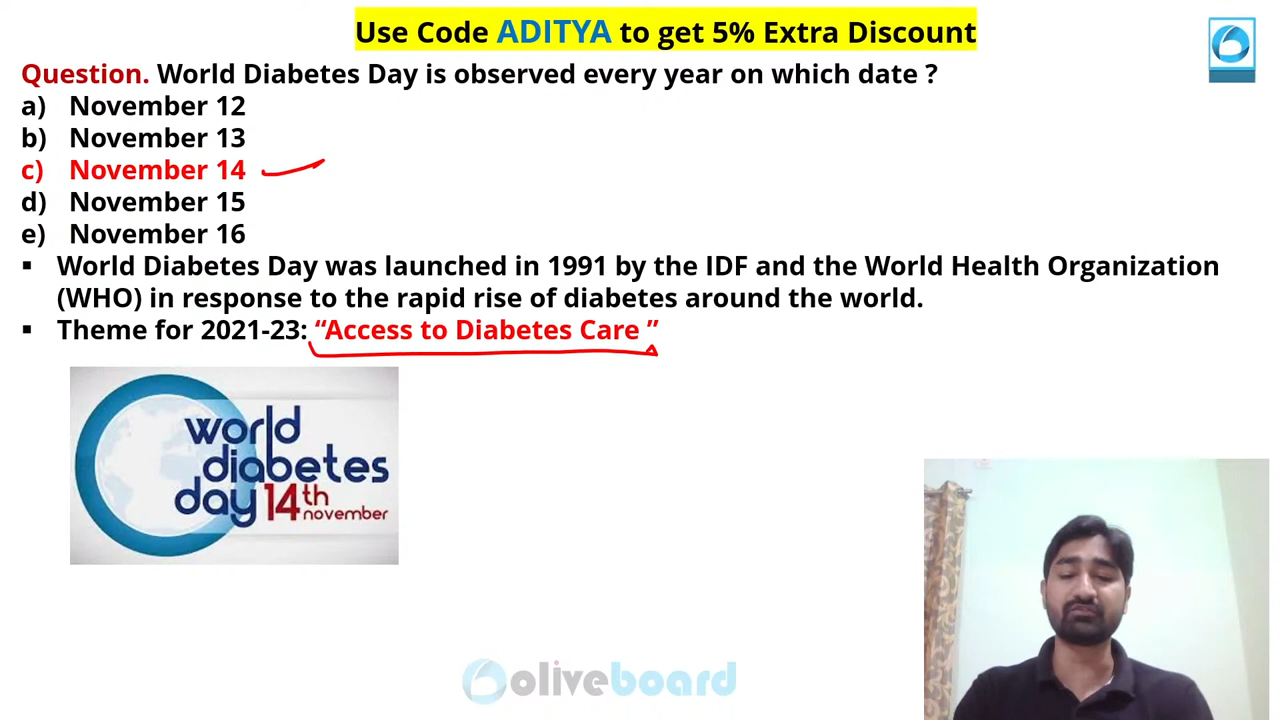 Use Code ADITYA to get 5% Extra Discount
Question. World Diabetes Day is observed every year on which date ?
a) November 12
b) November 13
c) November 14
d) November 15
e) November 16
▪ World Diabetes Day was launched in 1991 by the IDF and the World Health Organization
(WHO) in response to the rapid rise of diabetes around the world.
▪ Theme for 2021-23: “Access to Diabetes Care ”
world
diabetes
day 14th
november
oliveboard